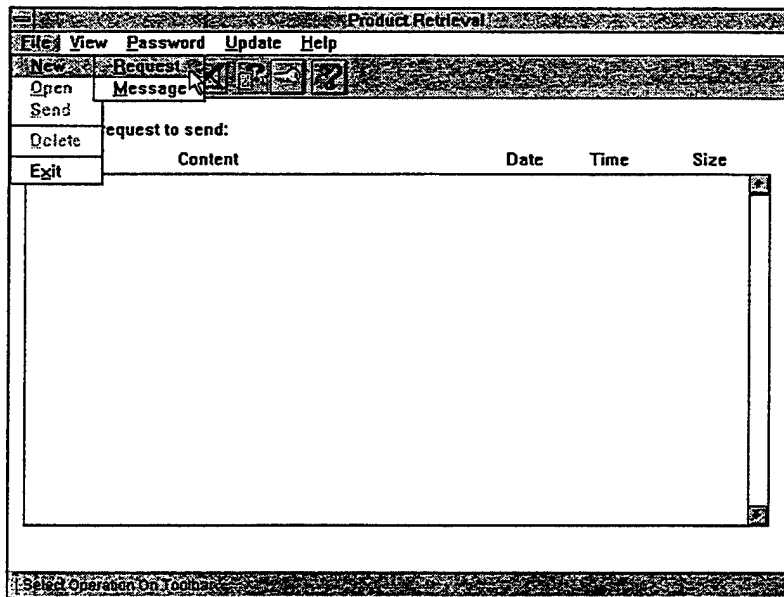 Product Retrieval
File View Password Update Help
New Request
Open Message
Send
Delete
Exit
equest to send:
Content Date Time Size
Select Operation On Toolbar